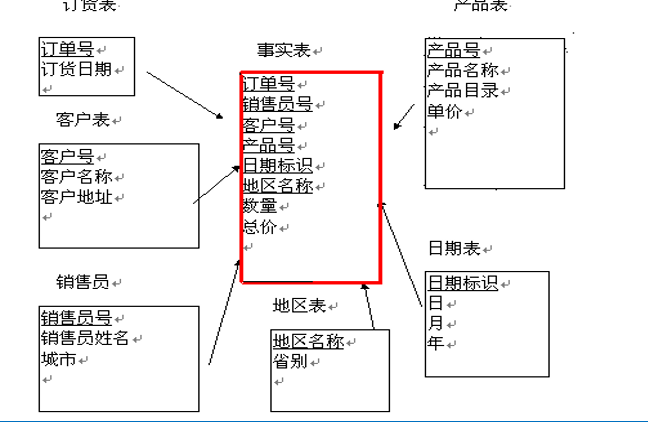 订货表
订单号
订货日期
客户表
客户号
客户名称
客户地址
销售员
销售员号
销售员姓名
城市
事实表
订单号
销售员号
客户号
产品号
日期标识
地区名称
数量
总价
地区表
地区名称
省别
产品表
产品号
产品名称
产品目录
单价
日期表
日期标识
日
月
年